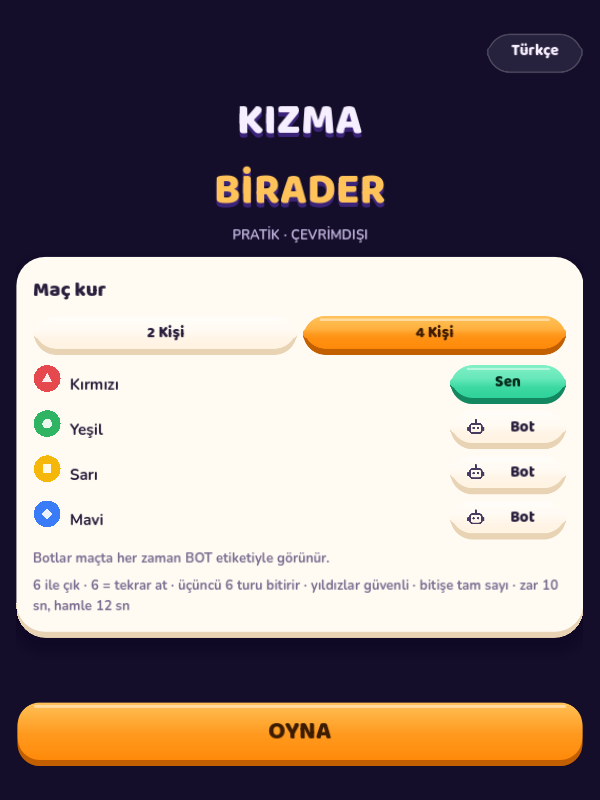 Türkçe
KIZMA
BİRADER
PRATİK · ÇEVRİMDIŞI
Maç kur
2 Kişi
4 Kişi
Kırmızı
Sen
Yeşil
Bot
Sarı
Bot
Mavi
Bot
Botlar maçta her zaman BOT etiketiyle görünür.
6 ile çık · 6 = tekrar at · üçüncü 6 turu bitirir · yıldızlar güvenli · bitişe tam sayı · zar 10
sn, hamle 12 sn
OYNA